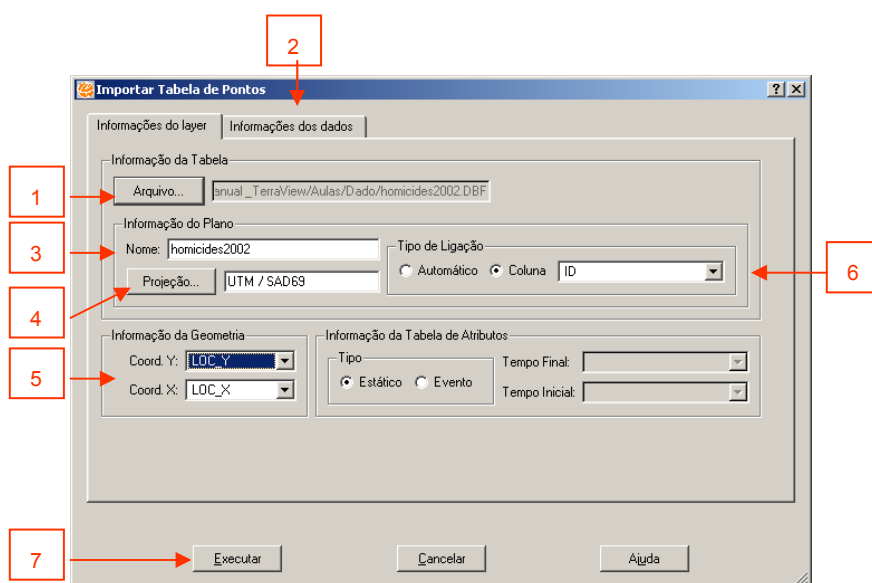 2
Importar Tabela de Pontos
Informações do layer Informações dos dados
Informação da Tabela
1 Arquivo... anual_TerraView/Aulas/Dado/homicides2002.DBF
Informação do Plano
3 Nome: homicides2002 Tipo de Ligação
Automático Coluna ID 6
4 Projeção... UTM / SAD69
Informação da Geometria Informação da Tabela de Atributos
Coord. Y: LOC_Y Tipo Tempo Final:
5 Coord. X: LOC_X Estático Evento Tempo Inicial:
7 Executar Cancelar Ajuda